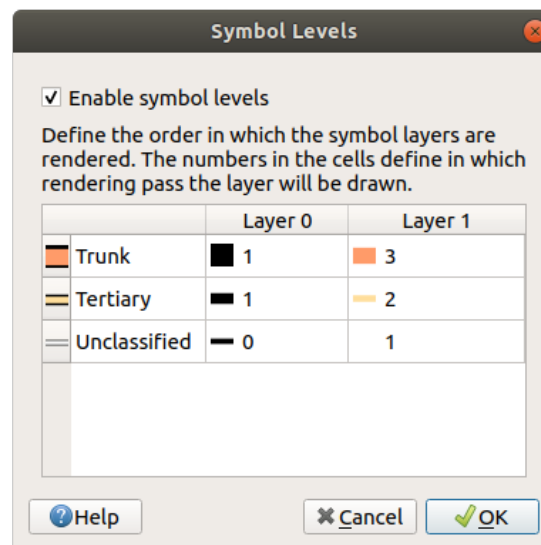 Symbol Levels
Enable symbol levels
Define the order in which the symbol layers are
rendered. The numbers in the cells define in which
rendering pass the layer will be drawn.
Layer 0 Layer 1
Trunk 1 3
Tertiary 1 2
Unclassified 0 1
Help Cancel OK